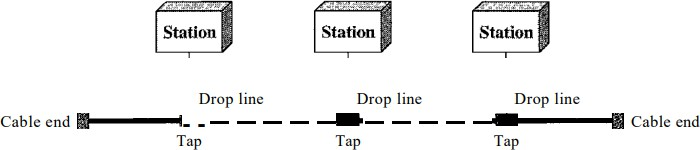 Station Station Station
Drop line Drop line Drop line
Cable end Cable end
Tap Tap Tap